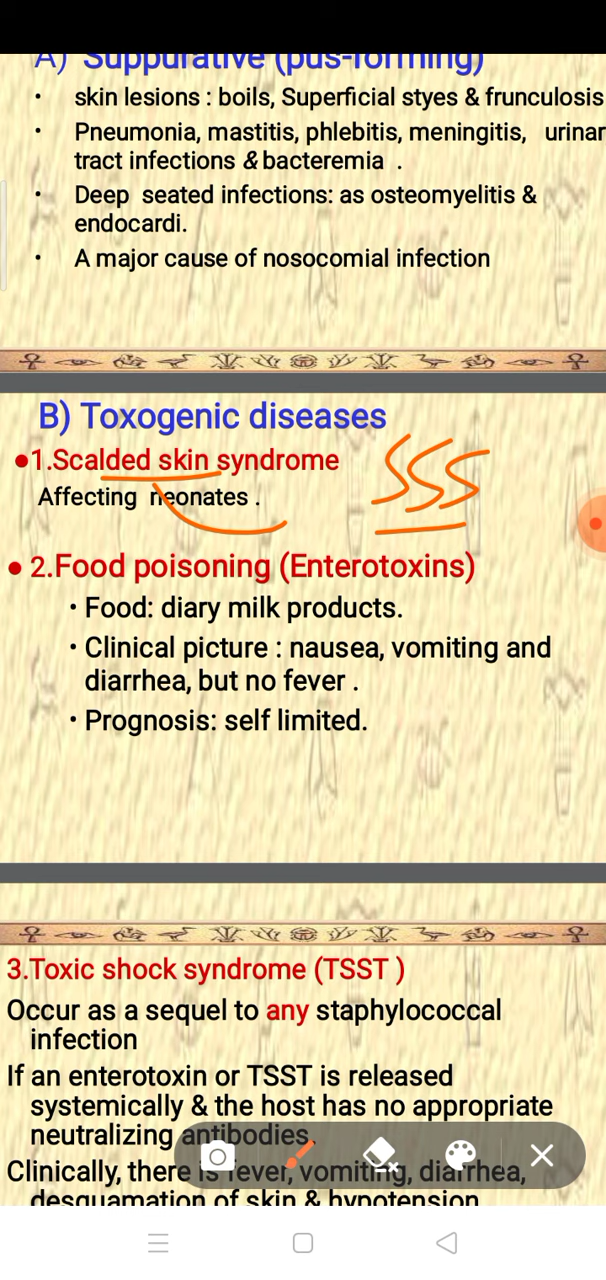 A) Suppurative (pus-forming)
• skin lesions : boils, Superficial styes & frunculosis
• Pneumonia, mastitis, phlebitis, meningitis, urinar
tract infections & bacteremia .
• Deep seated infections: as osteomyelitis &
endocardi.
• A major cause of nosocomial infection
B) Toxogenic diseases
•1.Scalded skin syndrome
SSS
Affecting neonates .
• 2.Food poisoning (Enterotoxins)
• Food: diary milk products.
• Clinical picture : nausea, vomiting and
diarrhea, but no fever .
• Prognosis: self limited.
3.Toxic shock syndrome (TSST )
Occur as a sequel to any staphylococcal
infection
If an enterotoxin or TSST is released
systemically & the host has no appropriate
neutralizing antibodies.
Clinically, there is fever, vomiting, diarrhea,
desquamation of skin & hypotension